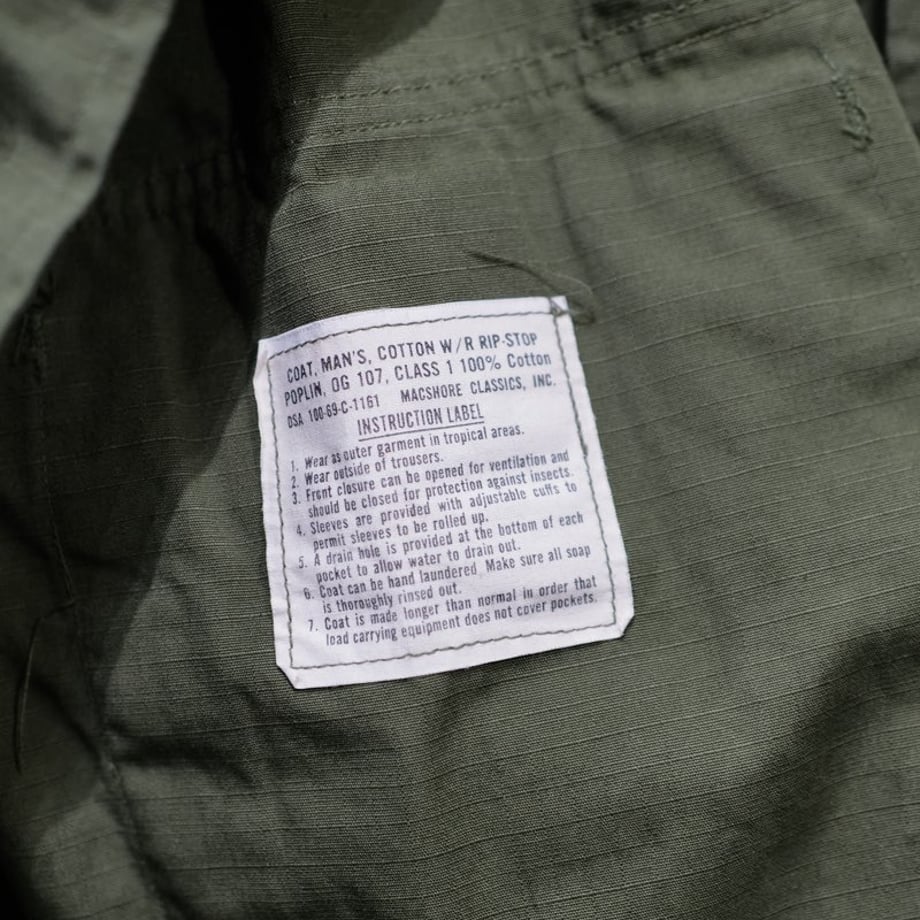 COAT, MAN'S, COTTON W/R RIP-STOP
POPLIN, OG 107, CLASS 1 100% Cotton
DSA 100-69-C-1161 MACSHORE CLASSICS, INC.
INSTRUCTION LABEL
1. Wear as outer garment in tropical areas.
2. Wear outside of trousers.
3. Front closure can be opened for ventilation and
should be closed for protection against insects.
4. Sleeves are provided with adjustable cuffs to
permit sleeves to be rolled up.
5. A drain hole is provided at the bottom of each
pocket to allow water to drain out.
6. Coat can be hand laundered Make sure all soap
is thoroughly rinsed out.
7. Coat is made longer than normal in order that
load carrying equipment does not cover pockets.